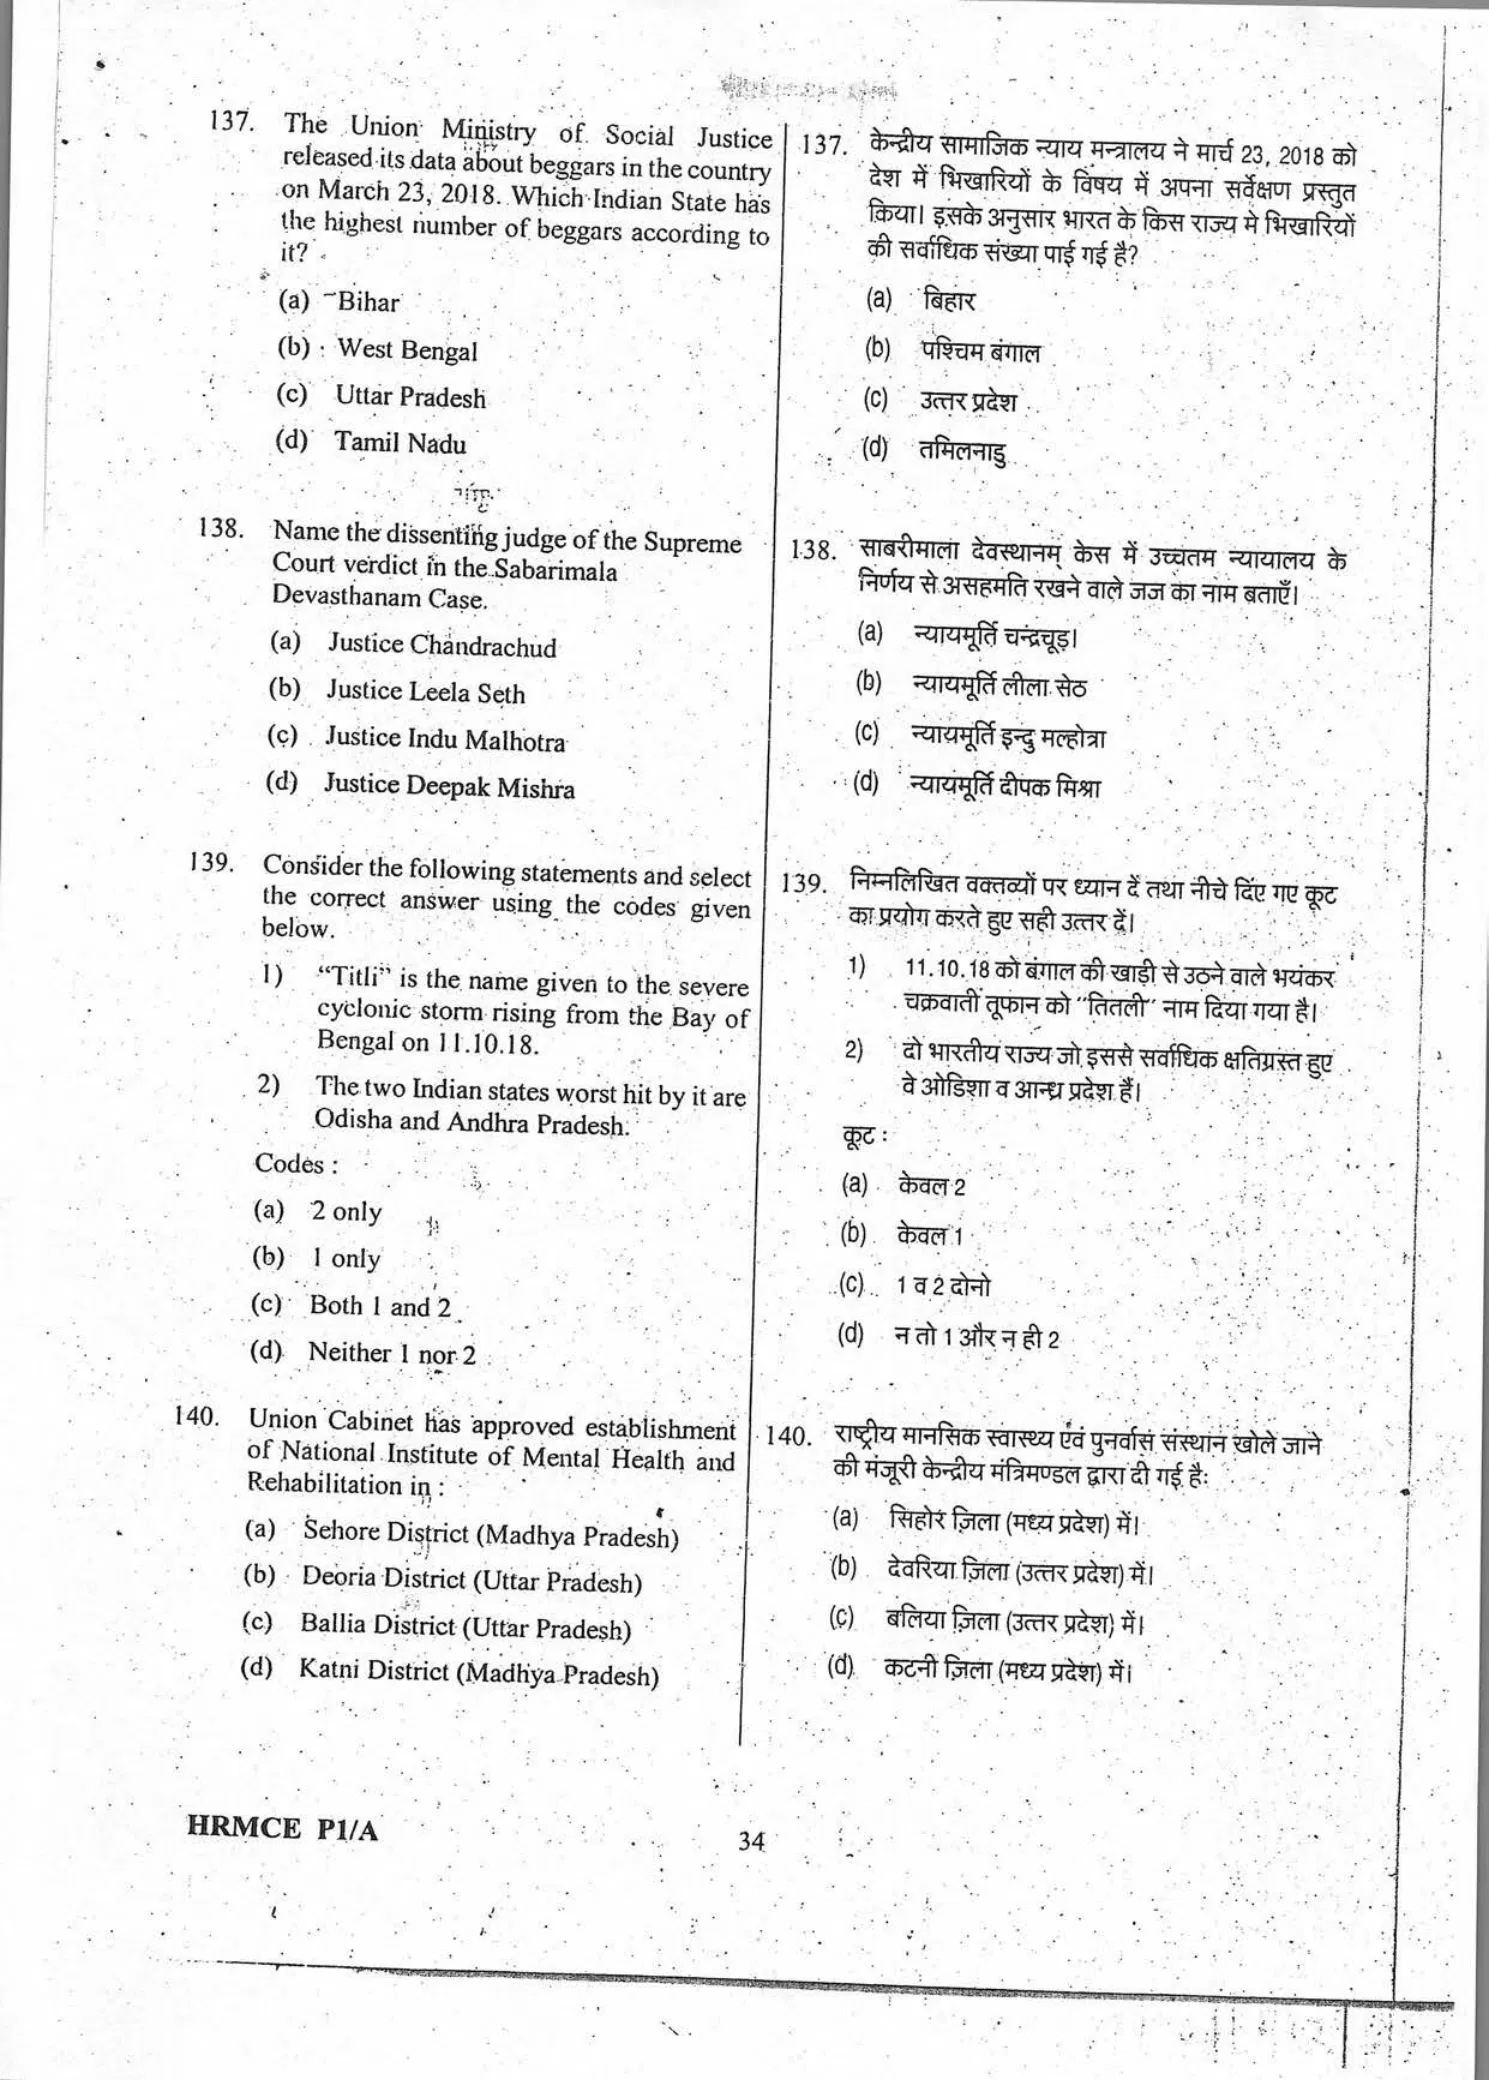 137. The Union Ministry of Social Justice
released its data about beggars in the country
on March 23, 2018. Which Indian State has
the highest number of beggars according to
it?
(a) Bihar
(b) West Bengal
(c) Uttar Pradesh
(d) Tamil Nadu
138. Name the dissenting judge of the Supreme
Court verdict in the Sabarimala
Devasthanam Case.
(a) Justice Chandrachud
(b) Justice Leela Seth
(c) Justice Indu Malhotra
(d) Justice Deepak Mishra
139. Consider the following statements and select
the correct answer using the codes given
below.
1) “Titli” is the name given to the severe
cyclonic storm rising from the Bay of
Bengal on 11.10.18.
2) The two Indian states worst hit by it are
Odisha and Andhra Pradesh.
Codes :
(a) 2 only
(b) 1 only
(c) Both 1 and 2
(d) Neither 1 nor 2
140. Union Cabinet has approved establishment
of National Institute of Mental Health and
Rehabilitation in :
(a) Sehore District (Madhya Pradesh)
(b) Deoria District (Uttar Pradesh)
(c) Ballia District (Uttar Pradesh)
(d) Katni District (Madhya Pradesh)
137. केन्द्रीय सामाजिक न्याय मन्त्रालय ने मार्च 23, 2018 को
देश में भिखारियों के विषय में अपना सर्वेक्षण प्रस्तुत
किया। इसके अनुसार भारत के किस राज्य मे भिखारियों
की सर्वाधिक संख्या पाई गई है?
(a) बिहार
(b) पश्चिम बंगाल
(c) उत्तर प्रदेश
(d) तमिलनाडु
138. साबरीमाला देवस्थानम् केस में उच्चतम न्यायालय के
निर्णय से असहमति रखने वाले जज का नाम बताएँ।
(a) न्यायमूर्ति चन्द्रचूड़।
(b) न्यायमूर्ति लीला सेठ
(c) न्यायमूर्ति इन्दु मल्होत्रा
(d) न्यायमूर्ति दीपक मिश्रा
139. निम्नलिखित वक्तव्यों पर ध्यान दें तथा नीचे दिए गए कूट
का प्रयोग करते हुए सही उत्तर दें।
1) 11.10.18 को बंगाल की खाड़ी से उठने वाले भयंकर
चक्रवाती तूफान को “तितली” नाम दिया गया है।
2) दो भारतीय राज्य जो इससे सर्वाधिक क्षतिग्रस्त हुए
वे ओडिशा व आन्ध्र प्रदेश हैं।
कूट :
(a) केवल 2
(b) केवल 1
(c) 1 व 2 दोनो
(d) न तो 1 और न ही 2
140. राष्ट्रीय मानसिक स्वास्थ्य एंवं पुनर्वास संस्थान खोले जाने
की मंजूरी केन्द्रीय मंत्रिमण्डल द्वारा दी गई है:
(a) सिहोर ज़िला (मध्य प्रदेश) में।
(b) देवरिया ज़िला (उत्तर प्रदेश) में।
(c) बलिया ज़िला (उत्तर प्रदेश) में।
(d) कटनी ज़िला (मध्य प्रदेश) में।
HRMCE P1/A
34